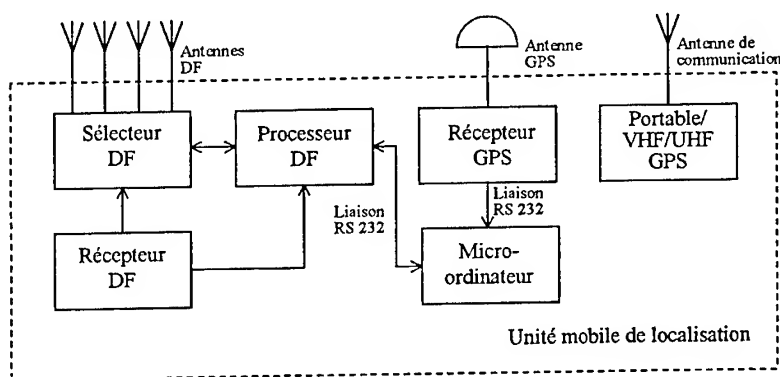 Antennes
DF
Antenne
GPS
Antenne de
communication
Sélecteur
DF
Processeur
DF
Récepteur
GPS
Portable/
VHF/UHF
GPS
Liaison
RS 232
Liaison
RS 232
Récepteur
DF
Micro-
ordinateur
Unité mobile de localisation